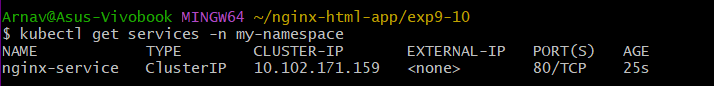 Arnav@Asus-Vivobook MINGW64 ~/nginx-html-app/exp9-10
$ kubectl get services -n my-namespace
NAME TYPE CLUSTER-IP EXTERNAL-IP PORT(S) AGE
nginx-service ClusterIP 10.102.171.159 <none> 80/TCP 25s